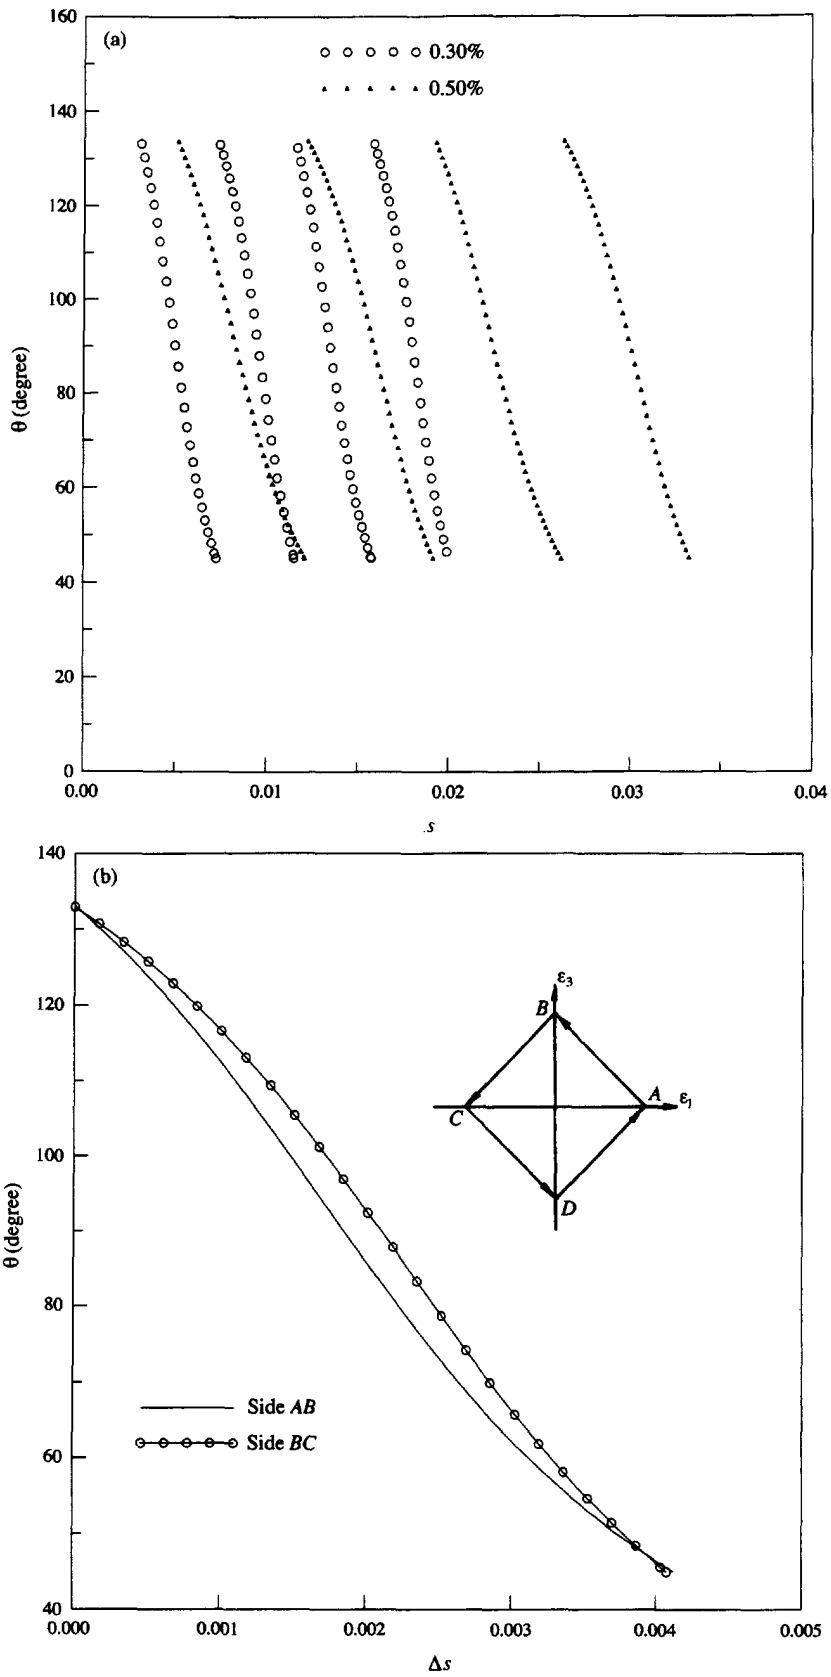 160
(a)
0.30%
0.50%
140
120
100
80
60
40
20
0
θ (degree)
0.00
0.01
0.02
0.03
0.04
s
140
(b)
120
100
80
60
40
θ (degree)
ε3
B
A
ε1
C
D
Side AB
Side BC
0.000
0.001
0.002
0.003
0.004
0.005
Δs